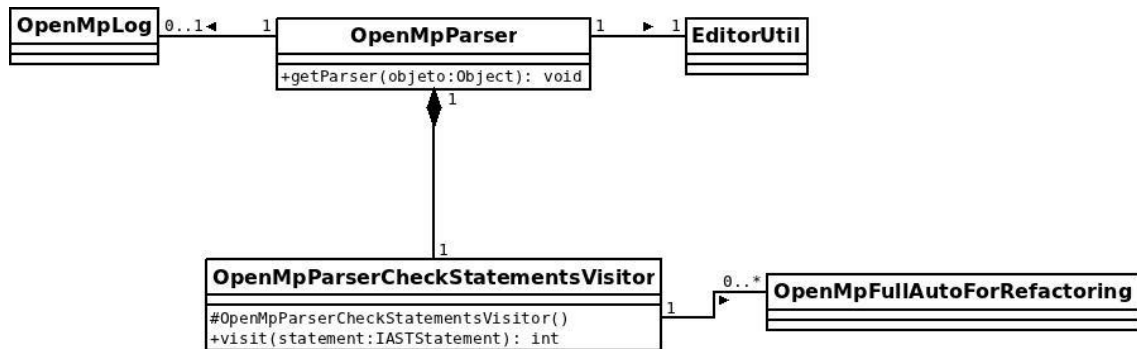 OpenMpLog
0..1
1
OpenMpParser
1
1
EditorUtil
+getParser(objeto:Object): void
1
1
OpenMpParserCheckStatementsVisitor
#OpenMpParserCheckStatementsVisitor()
+visit(statement:IASTStatement): int
1
0..*
OpenMpFullAutoForRefactoring